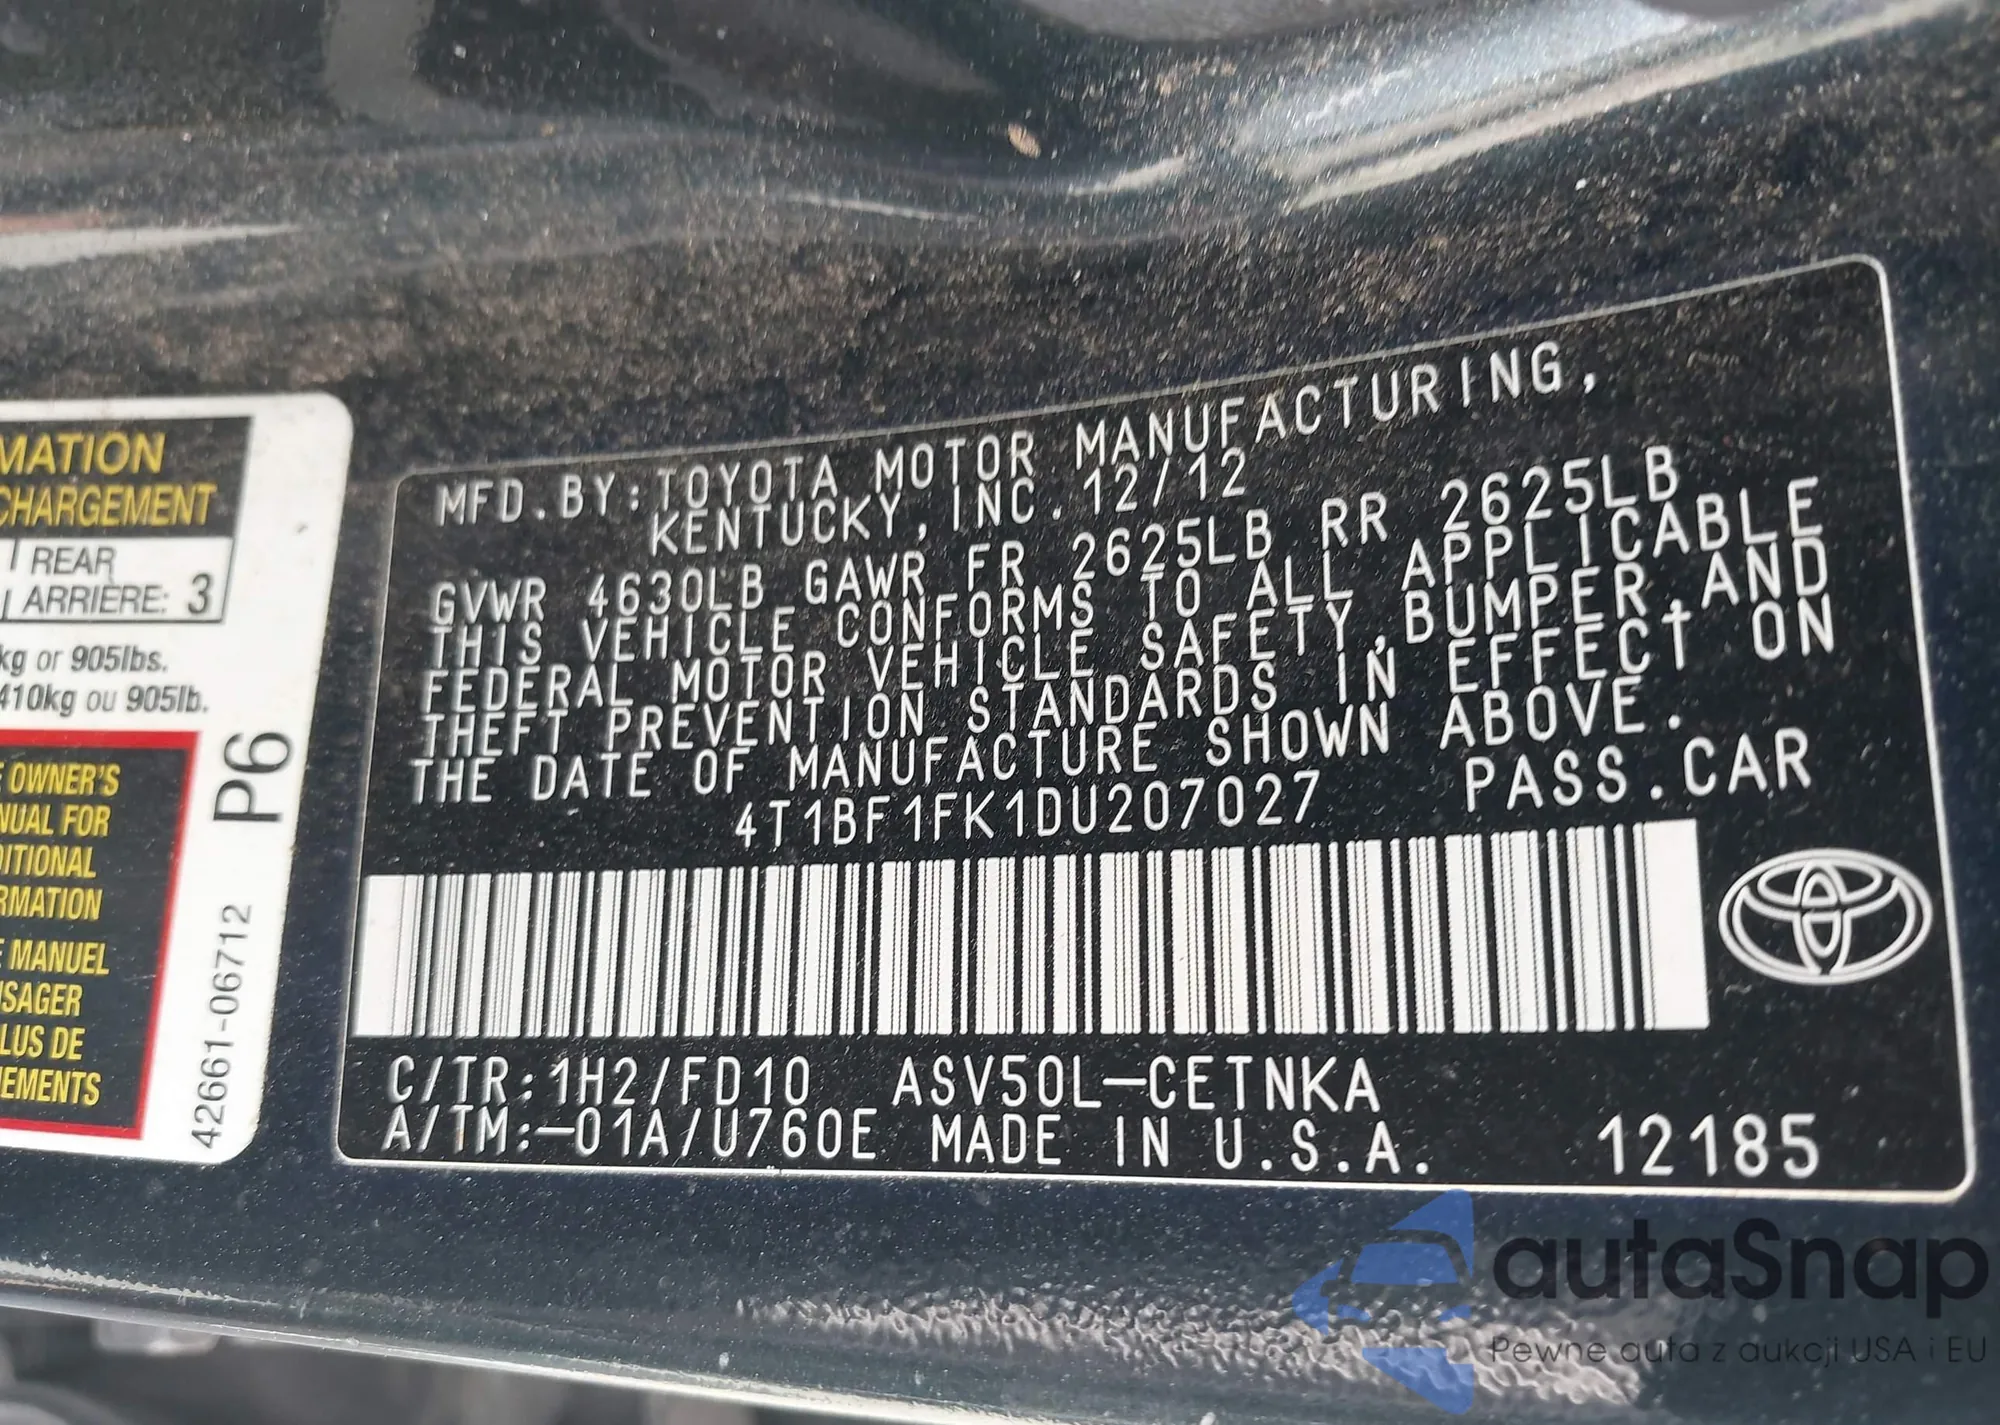 MATION
CHARGEMENT
REAR
ARRIÈRE: 3
kg or 905lbs.
410kg ou 905lb.
OWNER'S
NUAL FOR
DITIONAL
RMATION
MANUEL
USAGER
LUS DE
NEMENTS
P6
42661-06712
MFD.BY:TOYOTA MOTOR MANUFACTURING,
KENTUCKY, INC. 12/12
GVWR 4630LB GAWR FR 2625LB RR 2625LB
THIS VEHICLE CONFORMS TO ALL APPLICABLE
FEDERAL MOTOR VEHICLE SAFETY,BUMPER,AND
THEFT PREVENTION STANDARDS IN EFFECT ON
THE DATE OF MANUFACTURE SHOWN ABOVE.
4T1BF1FK1DU207027 PASS.CAR
C/TR:1H2/FD10 ASV50L-CETNKA
A/TM:-01A/U760E MADE IN U.S.A. 12185
autaSnap
Pewne auta z aukcji USA i EU